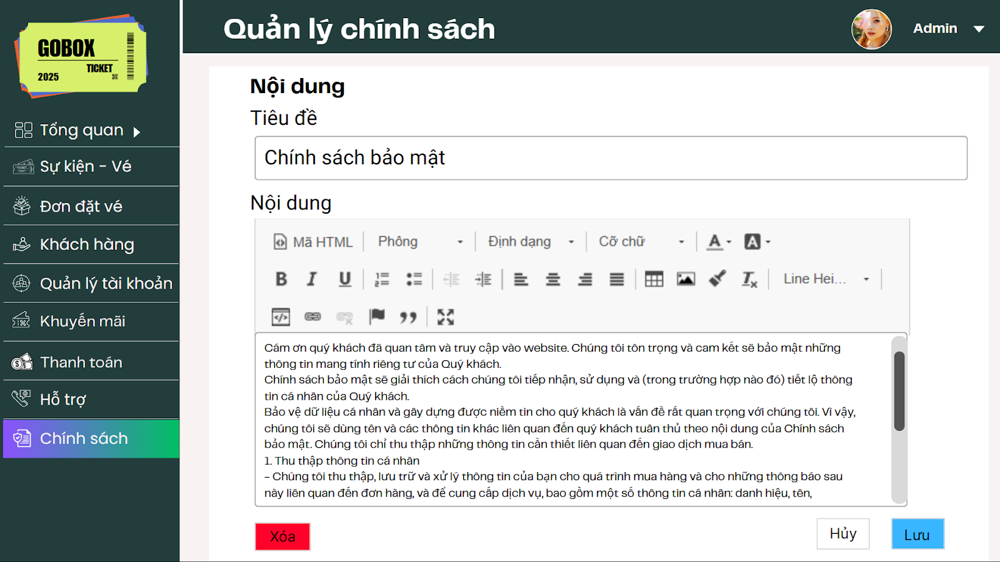 GOBOX
TICKET
2025
Tổng quan
Sự kiện - Vé
Đơn đặt vé
Khách hàng
Quản lý tài khoản
Khuyến mãi
Thanh toán
Hỗ trợ
Chính sách
Quản lý chính sách
Admin
Nội dung
Tiêu đề
Chính sách bảo mật
Nội dung
Mã HTML Phông Định dạng Cỡ chữ A A
B I U Line Hei...
Cám ơn quý khách đã quan tâm và truy cập vào website. Chúng tôi tôn trọng và cam kết sẽ bảo mật những
thông tin mang tính riêng tư của Quý khách.
Chính sách bảo mật sẽ giải thích cách chúng tôi tiếp nhận, sử dụng và (trong trường hợp nào đó) tiết lộ thông
tin cá nhân của Quý khách.
Bảo vệ dữ liệu cá nhân và gây dựng được niềm tin cho quý khách là vấn đề rất quan trọng với chúng tôi. Vì vậy,
chúng tôi sẽ dùng tên và các thông tin khác liên quan đến quý khách tuân thủ theo nội dung của Chính sách
bảo mật. Chúng tôi chỉ thu thập những thông tin cần thiết liên quan đến giao dịch mua bán.
1. Thu thập thông tin cá nhân
- Chúng tôi thu thập, lưu trữ và xử lý thông tin của bạn cho quá trình mua hàng và cho những thông báo sau
này liên quan đến đơn hàng, và để cung cấp dịch vụ, bao gồm một số thông tin cá nhân: danh hiệu, tên,
Xóa
Hủy
Lưu